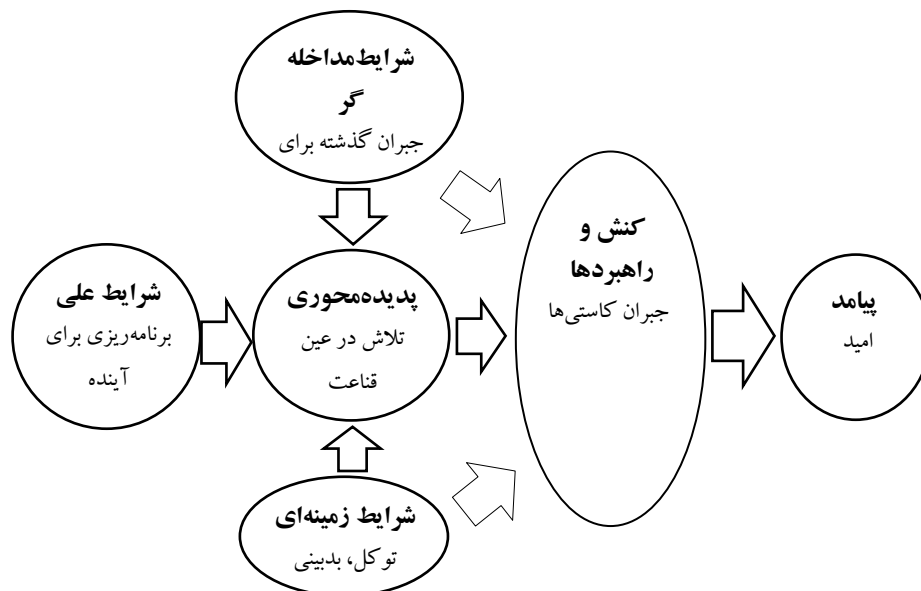 شرایط‌مداخله
گر
جبران گذشته برای
کنش و
راهبردها
جبران کاستی‌ها
شرایط علی
برنامه‌ریزی برای
آینده
پدیده‌محوری
تلاش در عین
قناعت
پیامد
امید
شرایط زمینه‌ای
توکل، بدبینی